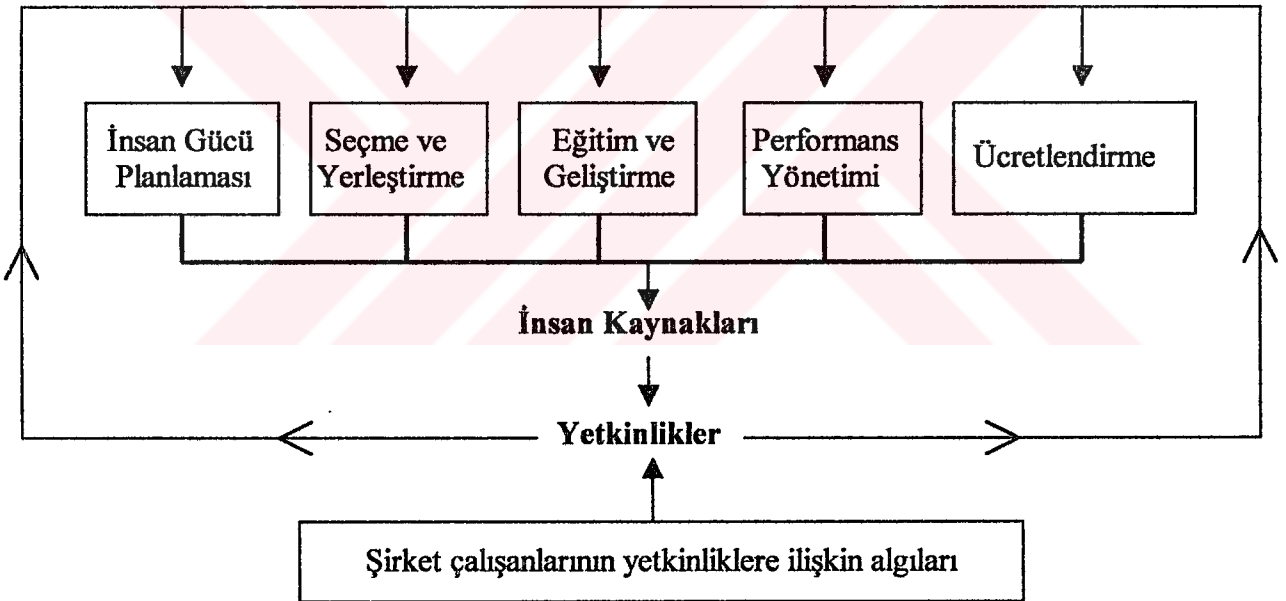 İnsan Gücü
Planlaması
Seçme ve
Yerleştirme
Eğitim ve
Geliştirme
Performans
Yönetimi
Ücretlendirme
İnsan Kaynakları
Yetkinlikler
Şirket çalışanlarının yetkinliklere ilişkin algıları